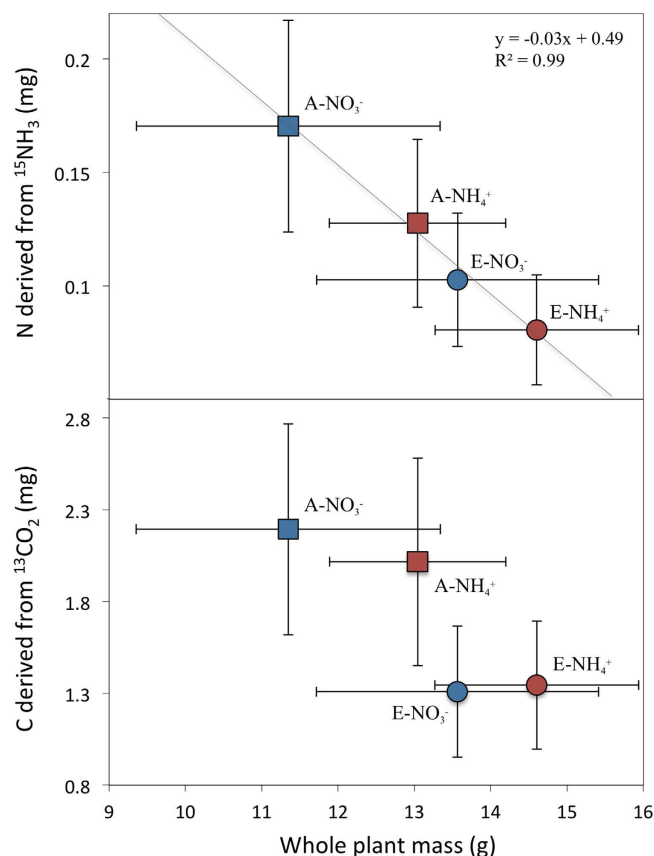 y = -0.03x + 0.49
R² = 0.99
0.2
0.15
0.1
N derived from ¹⁵NH₃ (mg)
A-NO₃⁻
A-NH₄⁺
E-NO₃⁻
E-NH₄⁺
2.8
2.3
1.8
1.3
0.8
C derived from ¹³CO₂ (mg)
A-NO₃⁻
A-NH₄⁺
E-NH₄⁺
E-NO₃⁻
9 10 11 12 13 14 15 16
Whole plant mass (g)